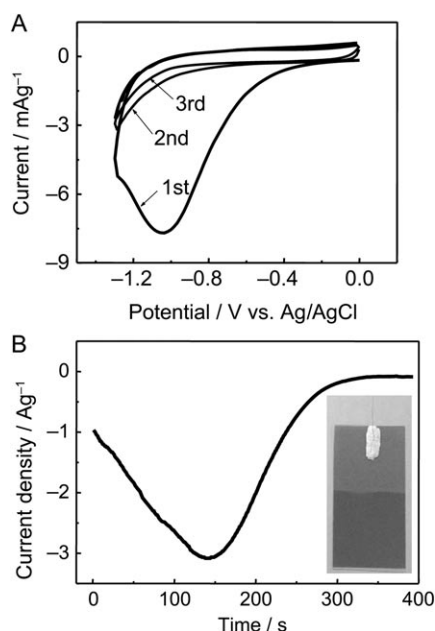 A
Current / mAg⁻¹
0
−3
−6
−9
3rd
2nd
1st
−1.2
−0.8
−0.4
0.0
Potential / V vs. Ag/AgCl
B
Current density / Ag⁻¹
0
−1
−2
−3
0
100
200
300
400
Time / s